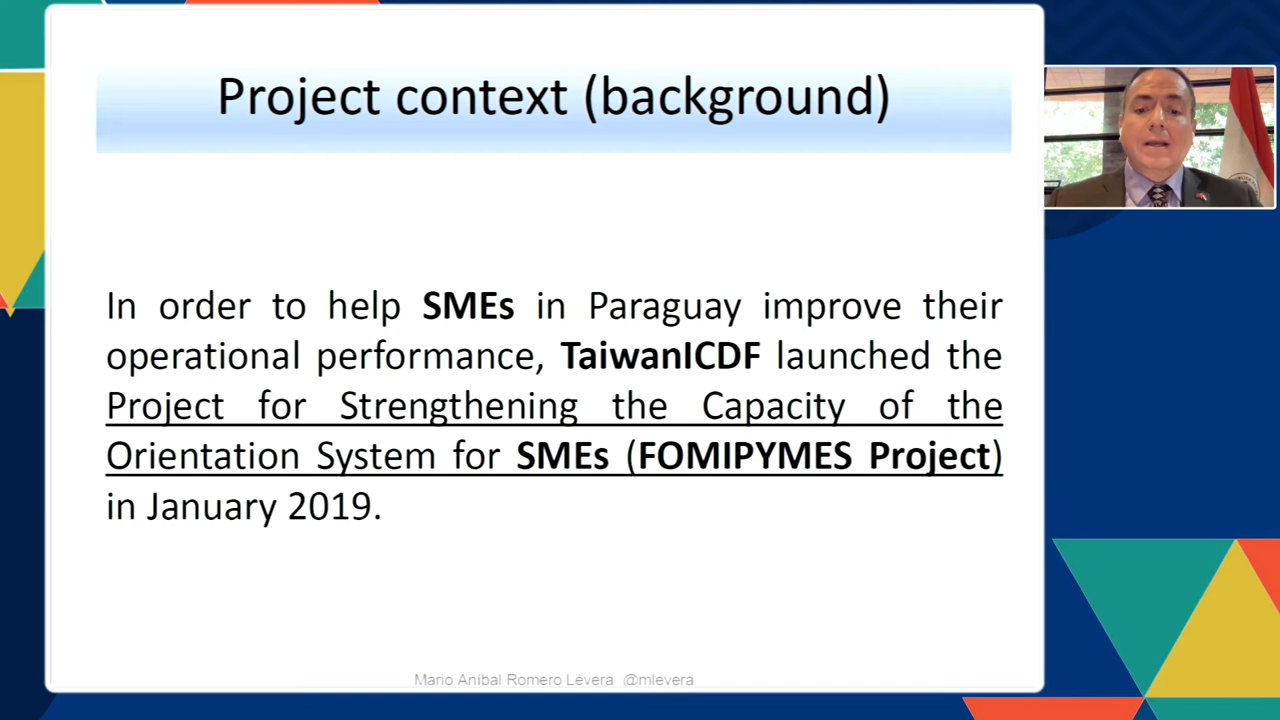 Project context (background)
In order to help SMEs in Paraguay improve their
operational performance, TaiwanICDF launched the
Project for Strengthening the Capacity of the
Orientation System for SMEs (FOMIPYMES Project)
in January 2019.
Mario Anibal Romero Lévera @mlevera